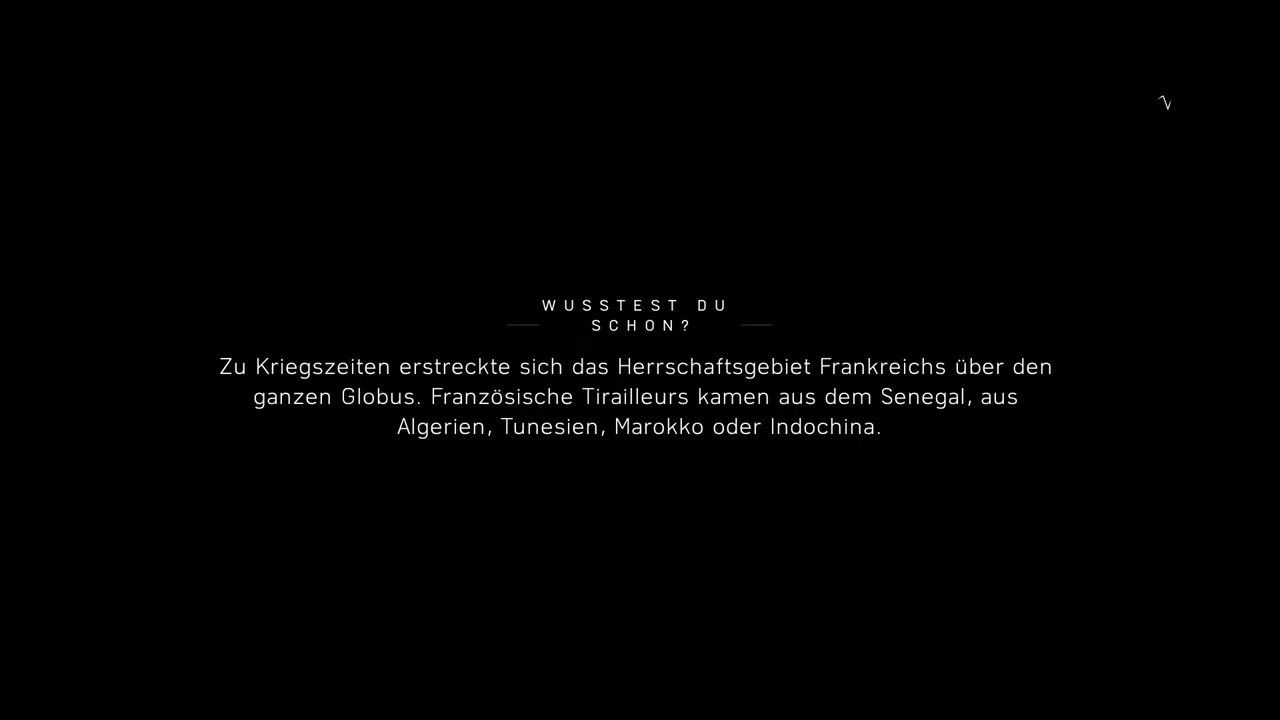 WUSSTEST DU
SCHON?
Zu Kriegszeiten erstreckte sich das Herrschaftsgebiet Frankreichs über den
ganzen Globus. Französische Tirailleurs kamen aus dem Senegal, aus
Algerien, Tunesien, Marokko oder Indochina.